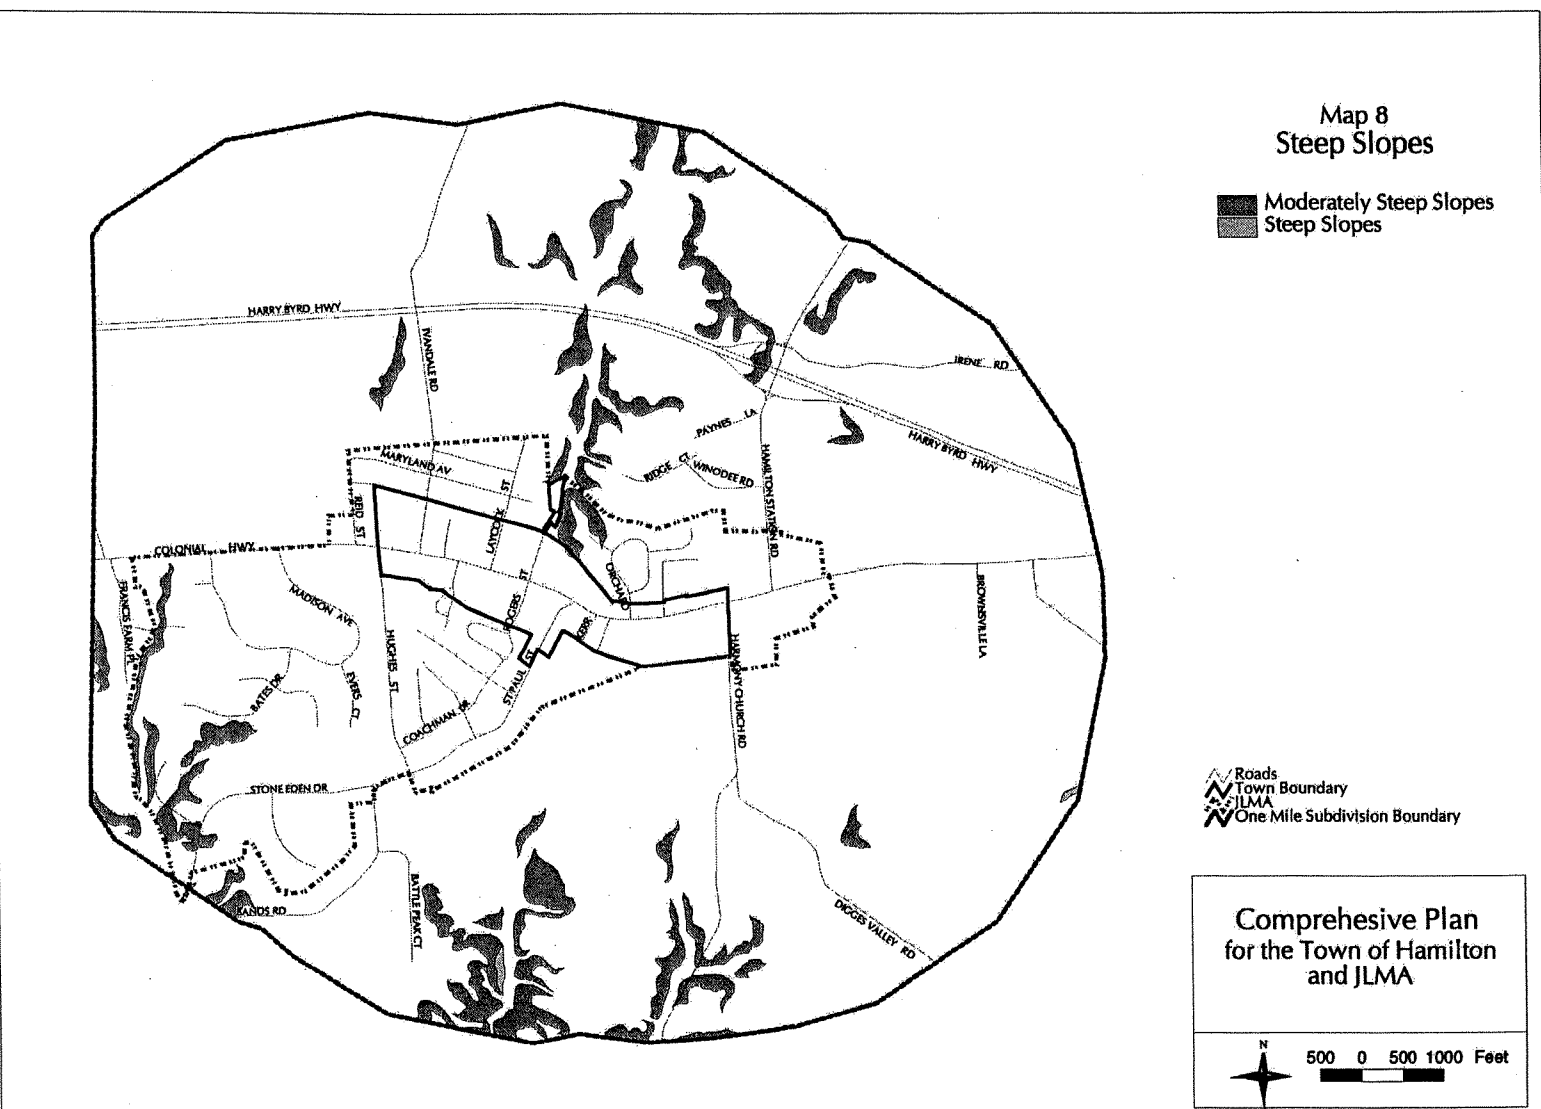 Map 8
Steep Slopes
Moderately Steep Slopes
Steep Slopes
HARRY BYRD HWY
IVANDALE RD
IRENE RD
PAYNES LA
HARRY BYRD HWY
MARYLAND AV
RIDGE CT
WINODEE RD
HAMILTON STATION RD
REID ST
LAYCOCK ST
COLONIAL HWY
ORCHARD
FRANCIS FARM PL
MADISON AVE
ROGERS ST
BROWNSVILLE LA
HUGHES ST
KERR
HARMONY CHURCH RD
BATES DR
EVERS CT
ST PAUL ST
COACHMAN DR
STONE EDEN DR
SANDS RD
BATTLE PEAK CT
DIGGES VALLEY RD
Roads
Town Boundary
JLMA
One Mile Subdivision Boundary
Comprehesive Plan
for the Town of Hamilton
and JLMA
N
500 0 500 1000 Feet